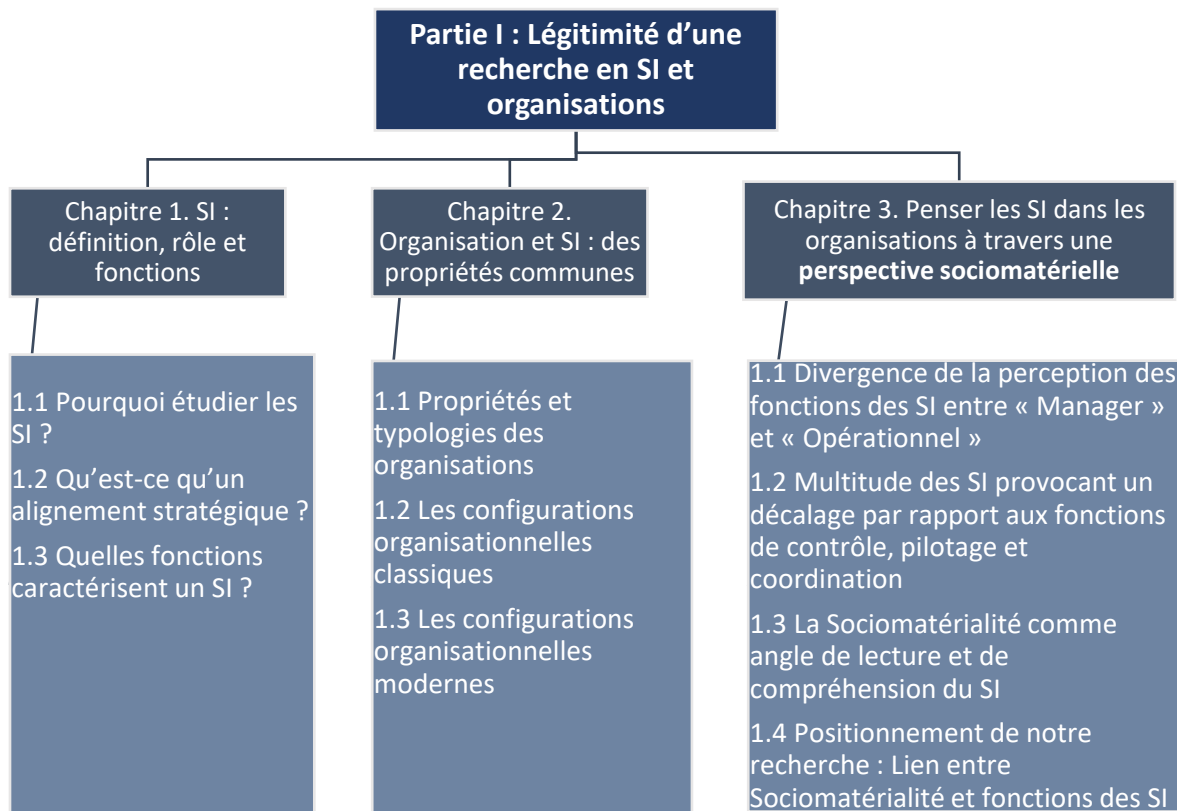 Partie I : Légitimité d’une
recherche en SI et
organisations
Chapitre 1. SI :
définition, rôle et
fonctions
1.1 Pourquoi étudier les
SI ?
1.2 Qu’est-ce qu’un
alignement stratégique ?
1.3 Quelles fonctions
caractérisent un SI ?
Chapitre 2.
Organisation et SI : des
propriétés communes
1.1 Propriétés et
typologies des
organisations
1.2 Les configurations
organisationnelles
classiques
1.3 Les configurations
organisationnelles
modernes
Chapitre 3. Penser les SI dans les
organisations à travers une
perspective sociomatérielle
1.1 Divergence de la perception des
fonctions des SI entre « Manager »
et « Opérationnel »
1.2 Multitude des SI provocant un
décalage par rapport aux fonctions
de contrôle, pilotage et
coordination
1.3 La Sociomatérialité comme
angle de lecture et de
compréhension du SI
1.4 Positionnement de notre
recherche : Lien entre
Sociomatérialité et fonctions des SI